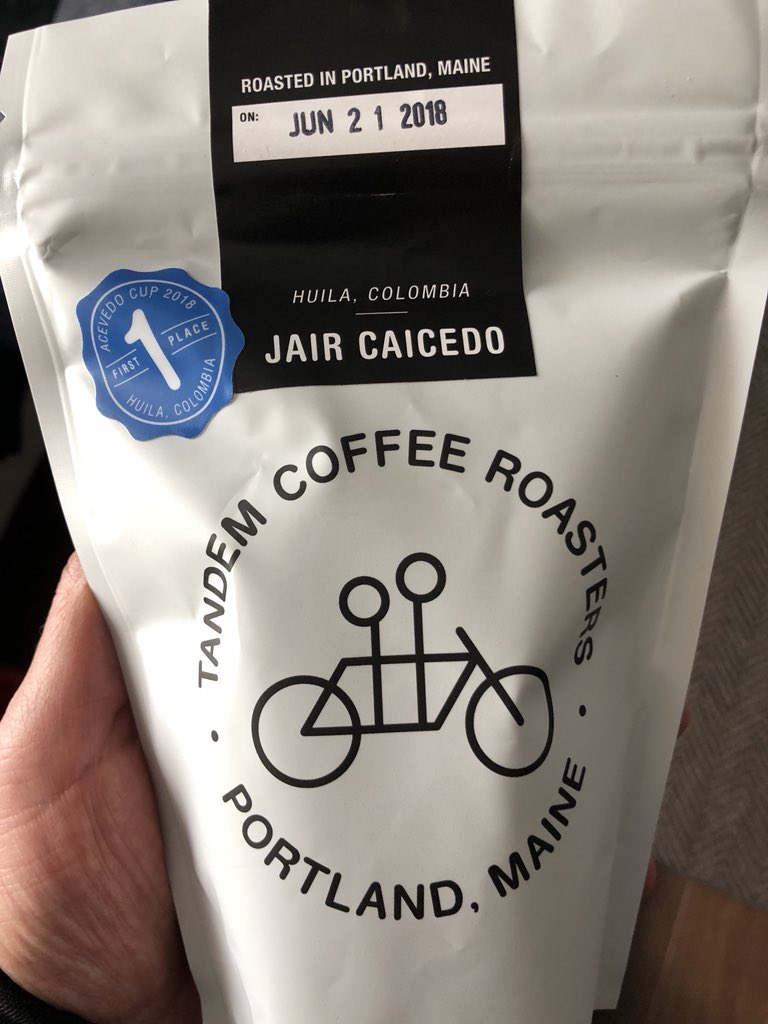 ROASTED IN PORTLAND, MAINE
ON: JUN 21 2018
HUILA, COLOMBIA
JAIR CAICEDO
ACEVEDO CUP 2018
1
FIRST PLACE
HUILA, COLOMBIA
TANDEM COFFEE ROASTERS
• PORTLAND, MAINE •